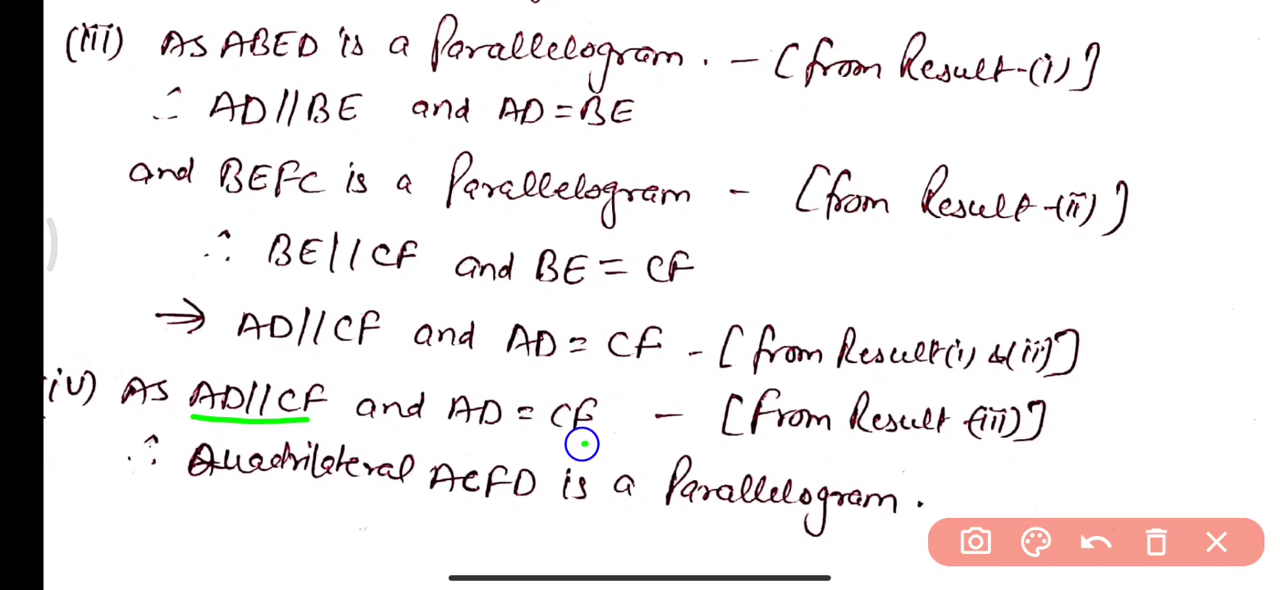 (iii) As ABED is a Parallelogram. - [from Result-(i)]
∴ AD//BE and AD = BE
and BEFC is a Parallelogram - [from Result-(ii)]
∴ BE//CF and BE = CF
→ AD//CF and AD = CF - [from Result(i) &(ii)]
iv) As AD//CF and AD = CF - [From Result-(iii)]
∴ Quadrilateral ACFD is a Parallelogram.